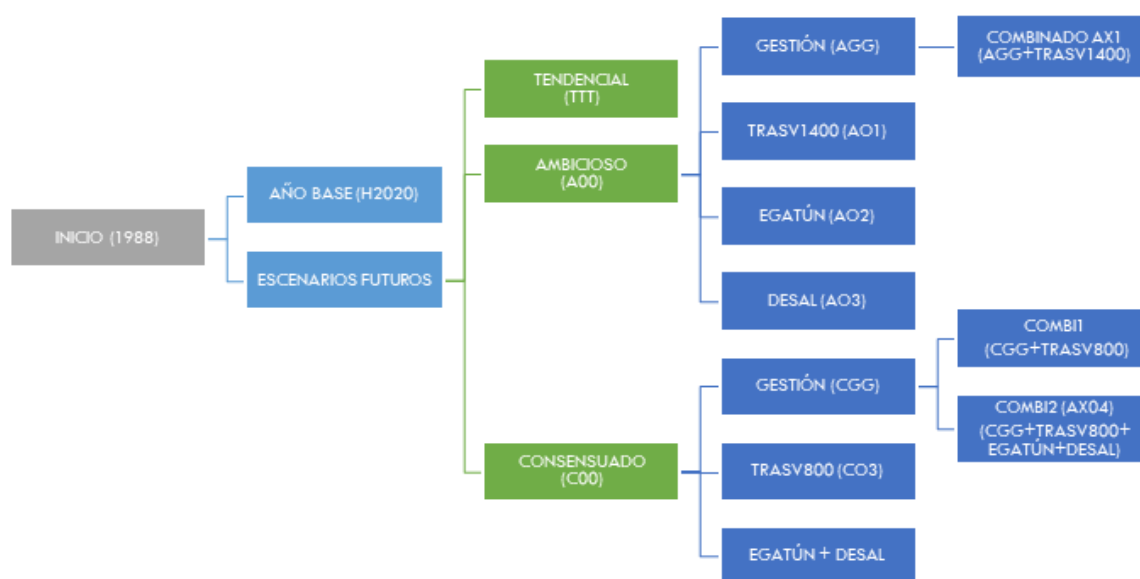 INICIO (1988)
AÑO BASE (H2020)
ESCENARIOS FUTUROS
TENDENCIAL
(TTT)
AMBICIOSO
(A00)
CONSENSUADO
(C00)
GESTIÓN (AGG)
TRASV1400 (AO1)
EGATÚN (AO2)
DESAL (AO3)
GESTIÓN (CGG)
TRASV800 (CO3)
EGATÚN + DESAL
COMBINADO AX1
(AGG+TRASV1400)
COMBI1
(CGG+TRASV800)
COMBI2 (AX04)
(CGG+TRASV800+
EGATÚN+DESAL)